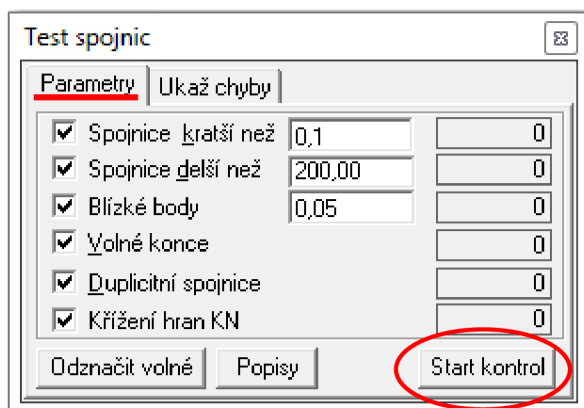 Test spojnic
Parametry Ukaž chyby
Spojnice kratší než 0,1 0
Spojnice delší než 200,00 0
Blízké body 0,05 0
Volné konce 0
Duplicitní spojnice 0
Křížení hran KN 0
Odznačit volné Popisy Start kontrol